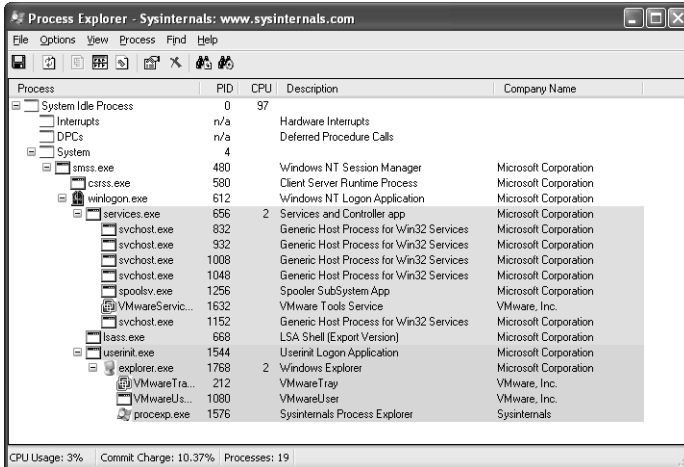 Process Explorer - Sysinternals: www.sysinternals.com
File Options View Process Find Help
Process PID CPU Description Company Name
System Idle Process 0 97
Interrupts n/a Hardware Interrupts
DPCs n/a Deferred Procedure Calls
System 4
smss.exe 480 Windows NT Session Manager Microsoft Corporation
csrss.exe 580 Client Server Runtime Process Microsoft Corporation
winlogon.exe 612 Windows NT Logon Application Microsoft Corporation
services.exe 656 2 Services and Controller app Microsoft Corporation
svchost.exe 832 Generic Host Process for Win32 Services Microsoft Corporation
svchost.exe 932 Generic Host Process for Win32 Services Microsoft Corporation
svchost.exe 1008 Generic Host Process for Win32 Services Microsoft Corporation
svchost.exe 1048 Generic Host Process for Win32 Services Microsoft Corporation
spoolsv.exe 1256 Spooler SubSystem App Microsoft Corporation
VMwareServic... 1632 VMware Tools Service VMware, Inc.
svchost.exe 1152 Generic Host Process for Win32 Services Microsoft Corporation
lsass.exe 668 LSA Shell (Export Version) Microsoft Corporation
userinit.exe 1544 Userinit Logon Application Microsoft Corporation
explorer.exe 1768 2 Windows Explorer Microsoft Corporation
VMwareTra... 212 VMwareTray VMware, Inc.
VMwareUs... 1080 VMwareUser VMware, Inc.
procexp.exe 1576 Sysinternals Process Explorer Sysinternals
CPU Usage: 3% Commit Charge: 10.37% Processes: 19